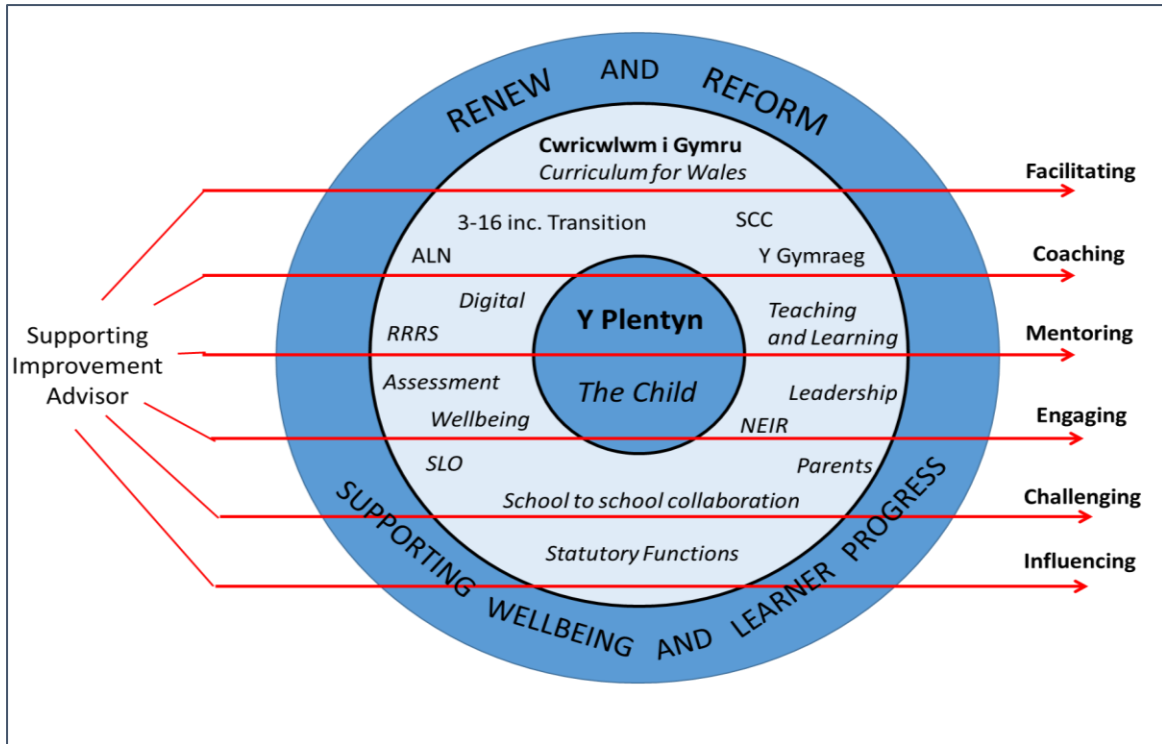 RENEW AND REFORM
Cwricwlwm i Gymru
Curriculum for Wales
Facilitating
3-16 inc. Transition
SCC
ALN
Y Gymraeg
Coaching
Digital
RRRS
Y Plentyn
Teaching
and Learning
Mentoring
Supporting
Improvement
Advisor
Assessment
The Child
Leadership
Wellbeing
NEIR
Engaging
SLO
Parents
School to school collaboration
Challenging
Statutory Functions
Influencing
SUPPORTING WELLBEING AND LEARNER PROGRESS